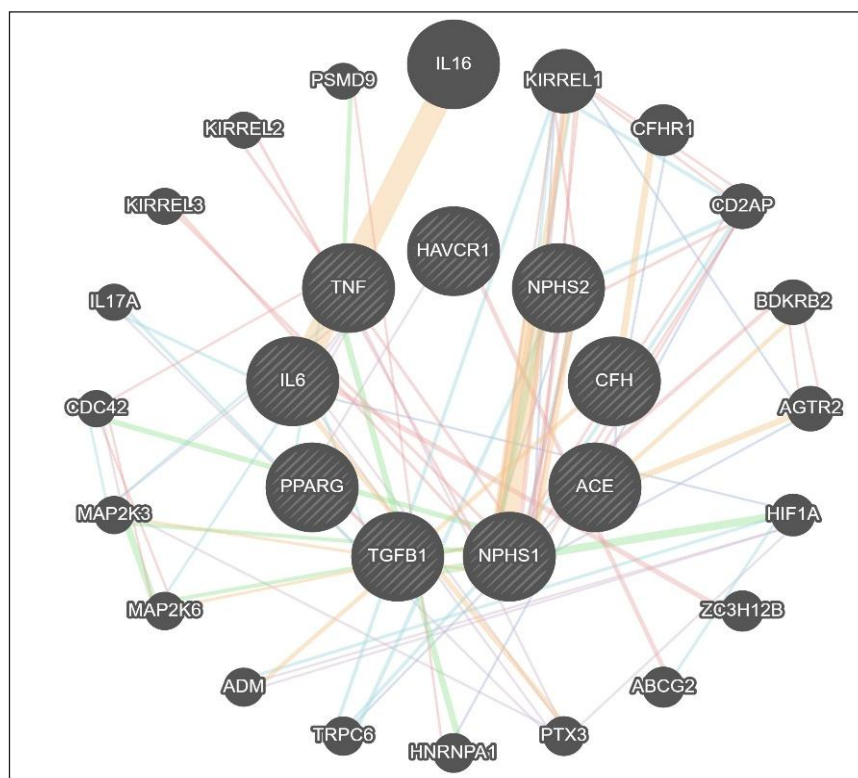 IL16
PSMD9
KIRREL1
KIRREL2
CFHR1
KIRREL3
CD2AP
HAVCR1
TNF
NPHS2
IL17A
BDKRB2
IL6
CFH
CDC42
AGTR2
PPARG
ACE
MAP2K3
HIF1A
TGFB1
NPHS1
MAP2K6
ZC3H12B
ADM
ABCG2
TRPC6
PTX3
HNRNPA1